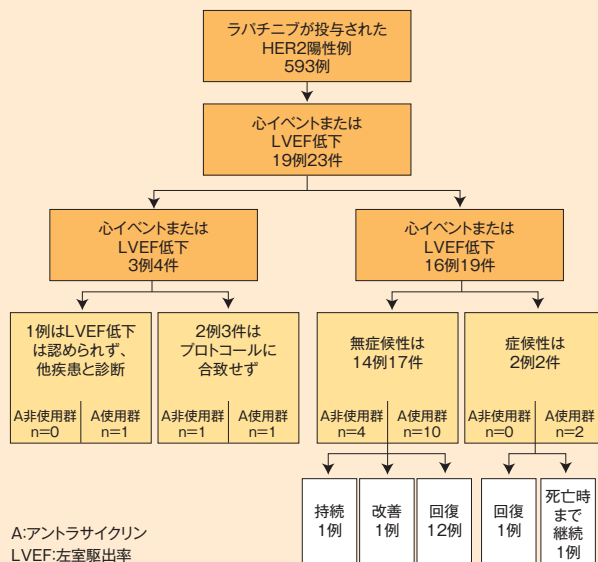 ラパチニブが投与された
HER2陽性例
593例
心イベントまたは
LVEF低下
19例23件
心イベントまたは
LVEF低下
3例4件
心イベントまたは
LVEF低下
16例19件
1例はLVEF低下
は認められず、
他疾患と診断
A非使用群
n=0
A使用群
n=1
2例3件は
プロトコールに
合致せず
A非使用群
n=1
A使用群
n=1
無症候性は
14例17件
A非使用群
n=4
A使用群
n=10
症候性は
2例2件
A非使用群
n=0
A使用群
n=2
持続
1例
改善
1例
回復
12例
回復
1例
死亡時
まで
継続
1例
A:アントラサイクリン
LVEF:左室駆出率